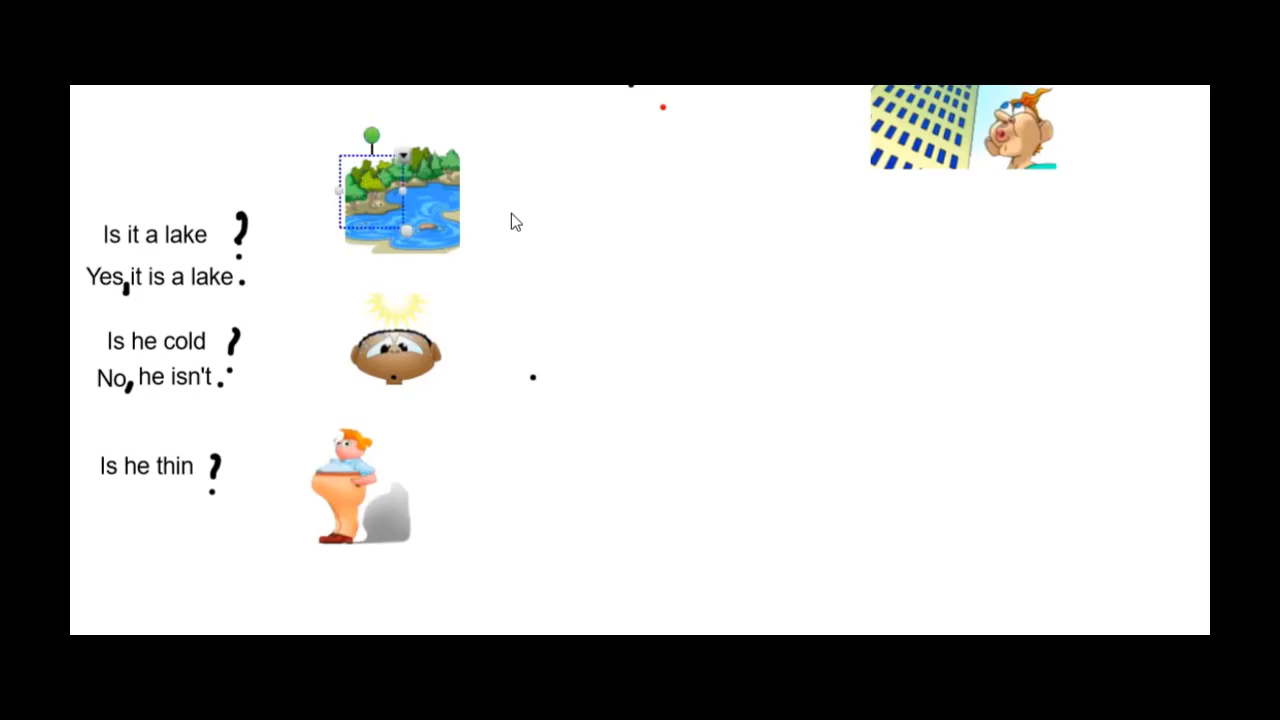 Is it a lake ?
Yes,it is a lake.
Is he cold ?
No, he isn't .
Is he thin ?